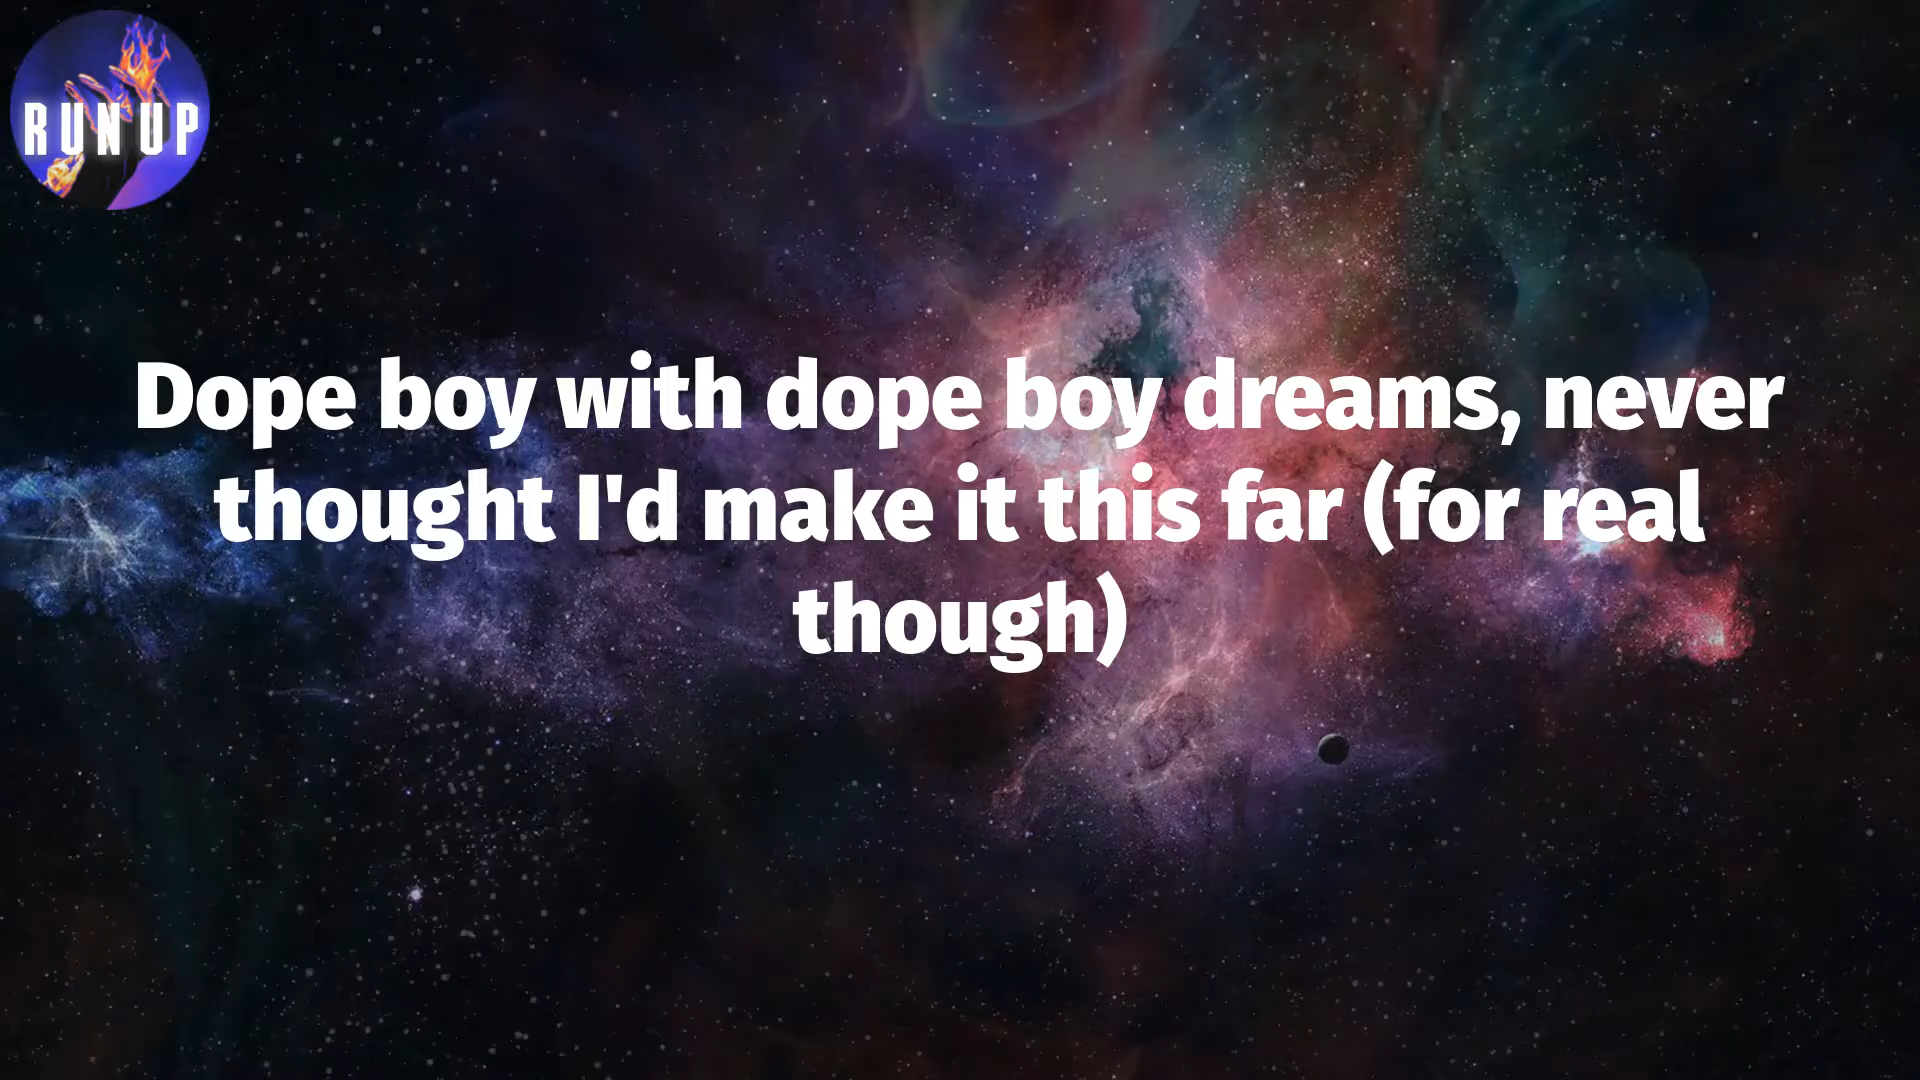 RUN UP
Dope boy with dope boy dreams, never
thought I'd make it this far (for real
though)